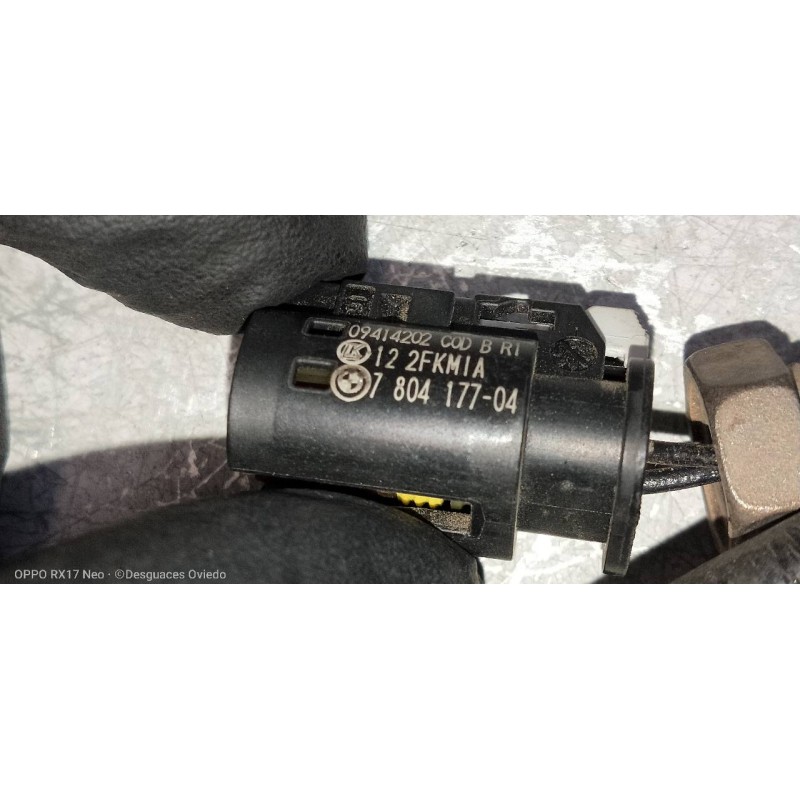 09414202 COD B R1
12 2FKM1A
7 804 177-04
OPPO RX17 Neo · ©Desguaces Oviedo